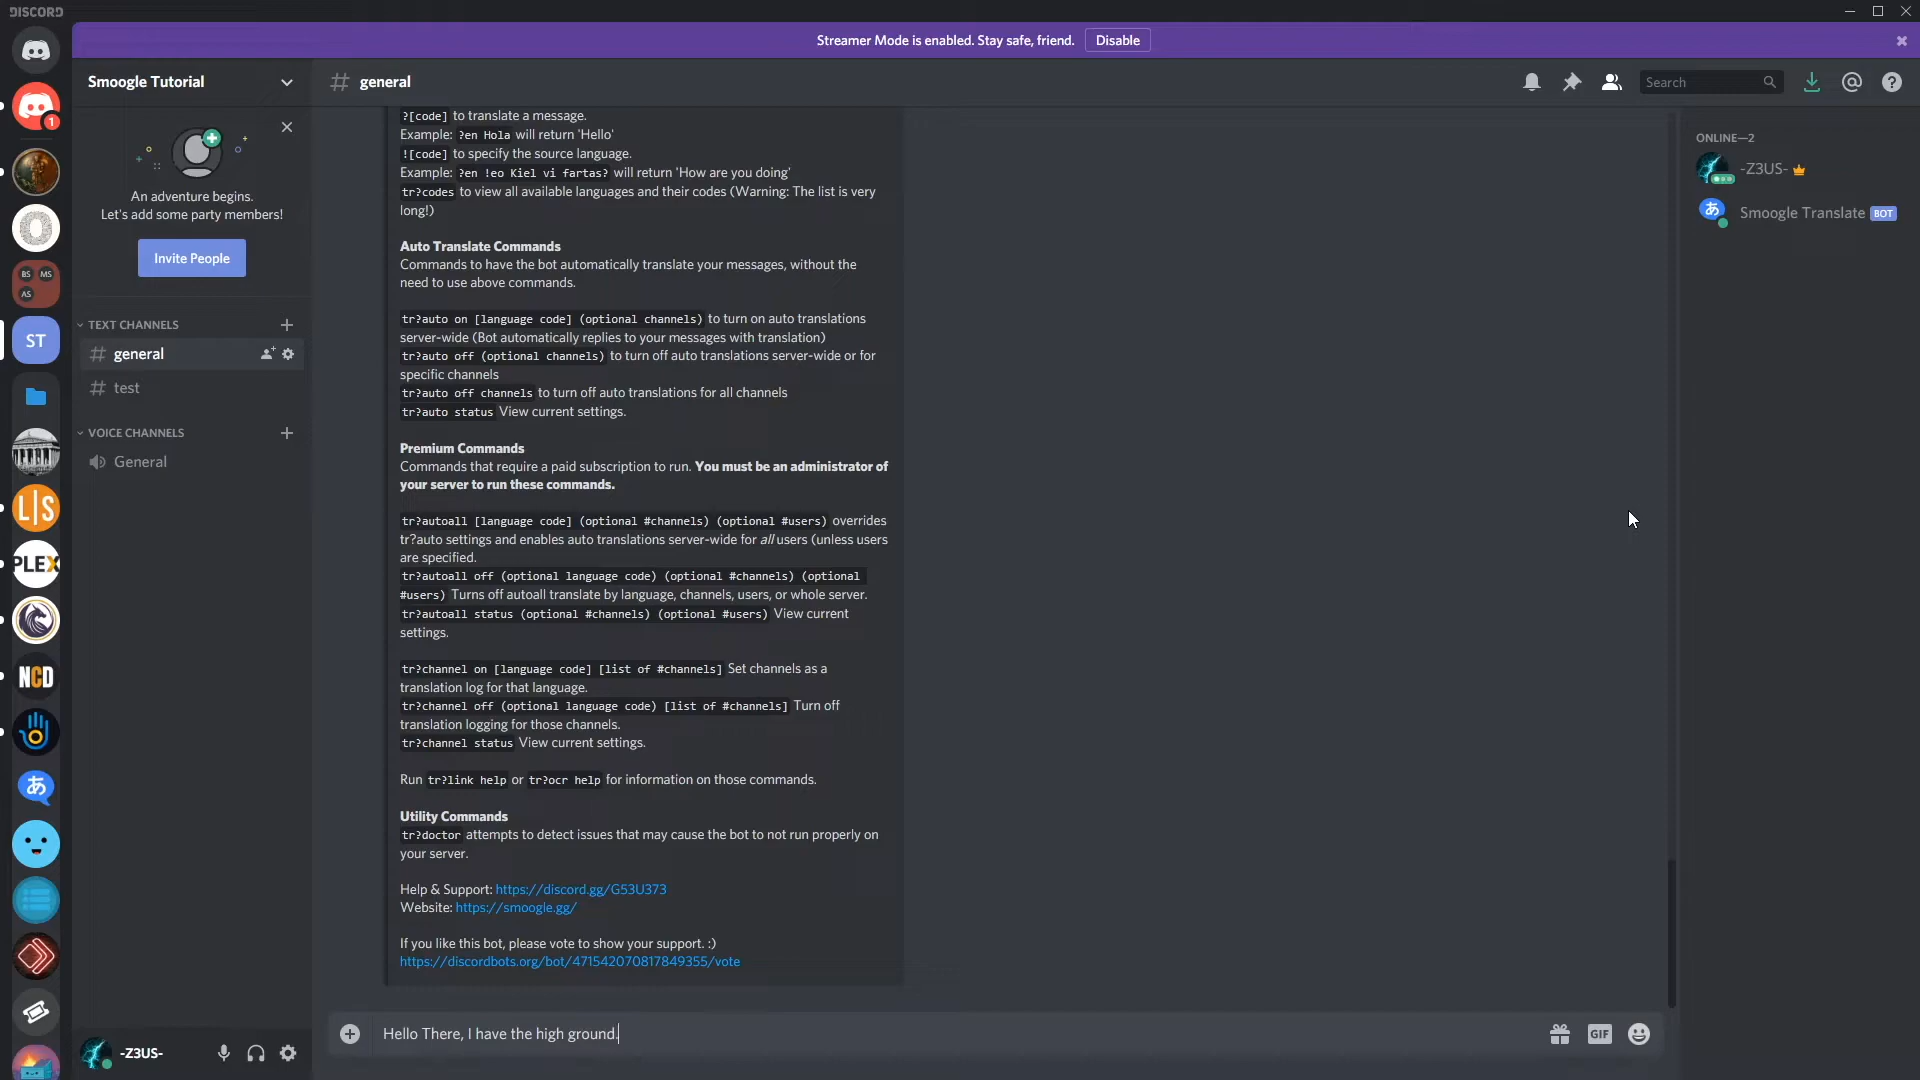 DISCORD
Streamer Mode is enabled. Stay safe, friend. Disable
Smoogle Tutorial
general
Search
1
An adventure begins.
Let's add some party members!
Invite People
BS MS
AS
ST
TEXT CHANNELS
general
test
VOICE CHANNELS
General
L|S
PLEX
NCD
あ
-Z3US-
?[code] to translate a message.
Example: ?en Hola will return 'Hello'
![code] to specify the source language.
Example: ?en !eo Kiel vi fartas? will return 'How are you doing'
tr?codes to view all available languages and their codes (Warning: The list is very
long!)
Auto Translate Commands
Commands to have the bot automatically translate your messages, without the
need to use above commands.
tr?auto on [language code] (optional channels) to turn on auto translations
server-wide (Bot automatically replies to your messages with translation)
tr?auto off (optional channels) to turn off auto translations server-wide or for
specific channels
tr?auto off channels to turn off auto translations for all channels
tr?auto status View current settings.
Premium Commands
Commands that require a paid subscription to run. You must be an administrator of
your server to run these commands.
tr?autoall [language code] (optional #channels) (optional #users) overrides
tr?auto settings and enables auto translations server-wide for all users (unless users
are specified.
tr?autoall off (optional language code) (optional #channels) (optional
#users) Turns off autoall translate by language, channels, users, or whole server.
tr?autoall status (optional #channels) (optional #users) View current
settings.
tr?channel on [language code] [list of #channels] Set channels as a
translation log for that language.
tr?channel off (optional language code) [list of #channels] Turn off
translation logging for those channels.
tr?channel status View current settings.
Run tr?link help or tr?ocr help for information on those commands.
Utility Commands
tr?doctor attempts to detect issues that may cause the bot to not run properly on
your server.
Help & Support: https://discord.gg/G53U373
Website: https://smoogle.gg/
If you like this bot, please vote to show your support. :)
https://discordbots.org/bot/471542070817849355/vote
Hello There, I have the high ground.
GIF
ONLINE—2
-Z3US-
あ
Smoogle Translate BOT